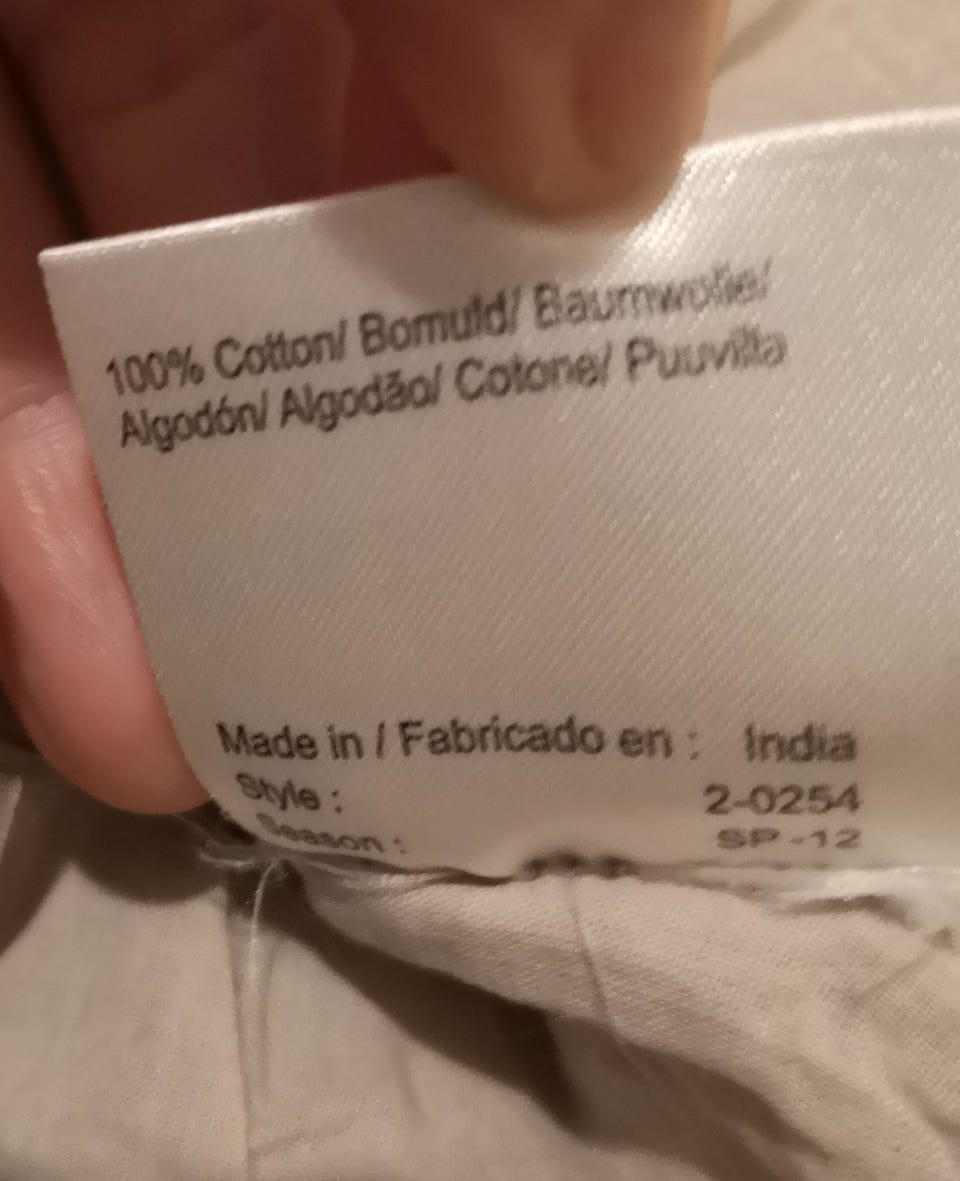 100% Cotton/ Bomuld/ Baumwolle/
Algodón/ Algodão/ Cotone/ Puuvilla
Made in / Fabricado en : India
Style : 2-0254
Season : SP-12